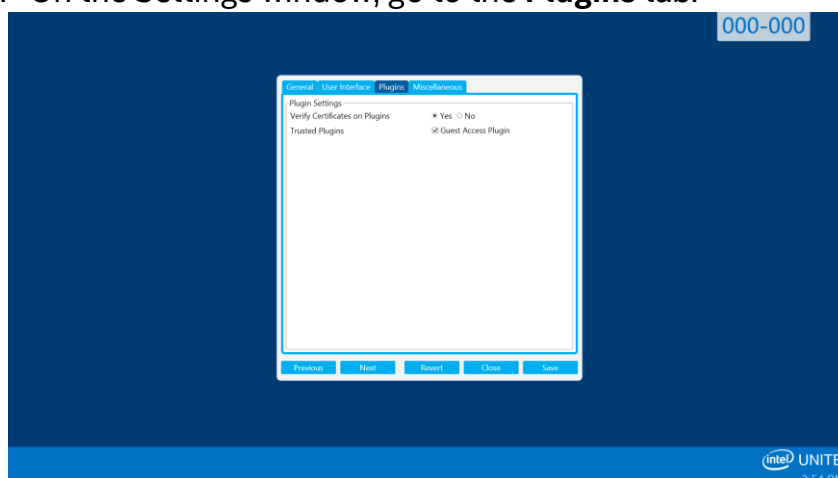 On the Settings window, go to the Plugins tab.
000-000
General User Interface Plugins Miscellaneous
Plugin Settings
Verify Certificates on Plugins Yes No
Trusted Plugins Guest Access Plugin
Previous Next Revert Close Save
intel UNITE